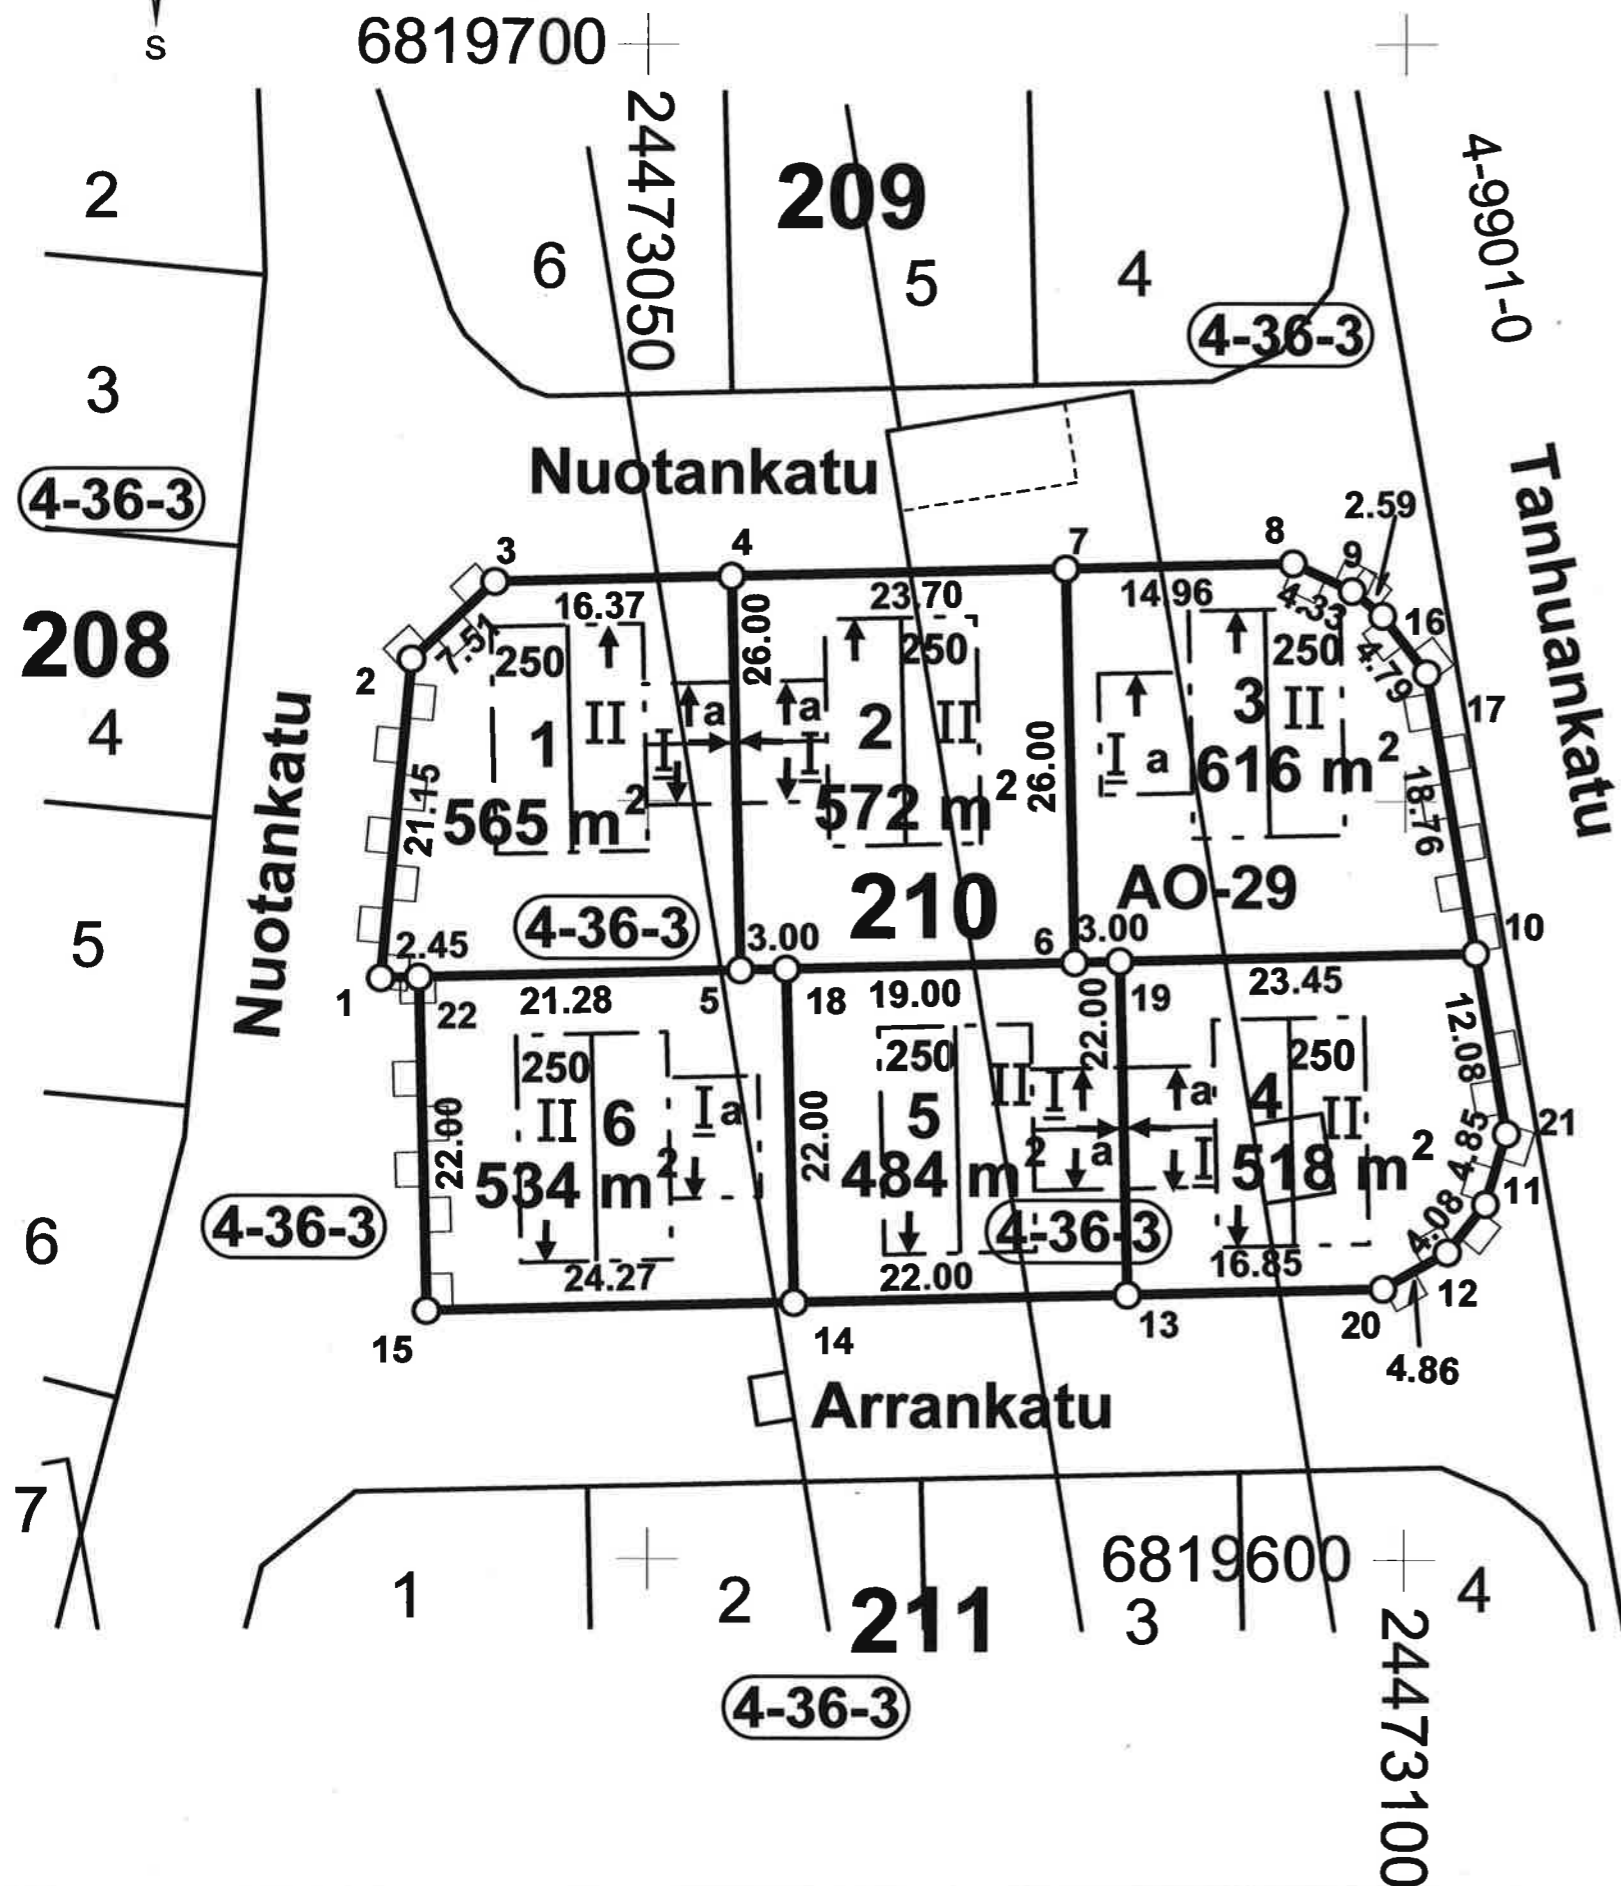 S
6819700
24473050
4-9901-0
2
209
6
5
4
4-36-3
3
4-36-3
Nuotankatu
Tanhuankatu
2.59
3
4
7
8
9
16.37
23.70
14.96
4.33
16
208
7.51
26.00
250
250
250
4.79
2
17
II
a
a
2
II
3
II
4
1
I
I
26.00
I
a
616 m²
18.76
21.15
565 m²
572 m²
Nuotankatu
210
AO-29
4-36-3
5
2.45
3.00
6
3.00
10
1
22
21.28
5
18
19.00
19
23.45
22.00
12.08
250
250
250
II
6
I
a
5
II
I
a
4
II
4.85
21
22.00
22.00
534 m²
484 m²
a
I
518 m²
11
4-36-3
4-36-3
4.08
6
24.27
22.00
16.85
12
15
14
13
20
4.86
Arrankatu
7
6819600
1
2
211
3
4
24473100
4-36-3